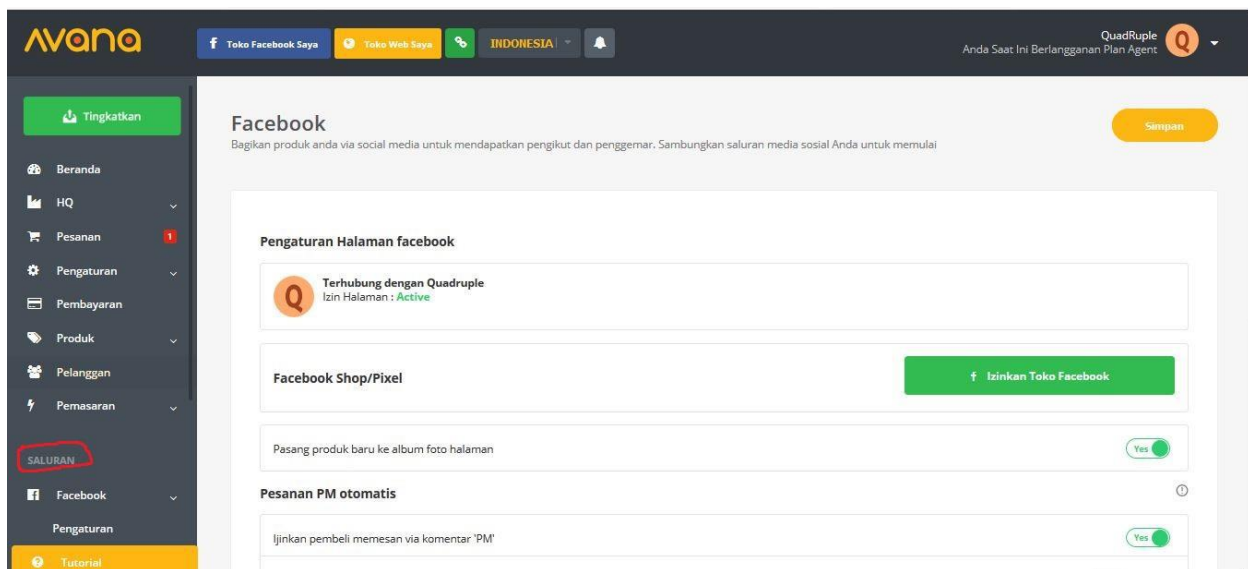 Avana
Toko Facebook Saya
Toko Web Saya
INDONESIA
QuadRuple
Anda Saat Ini Berlangganan Plan Agent
Q
Tingkatkan
Beranda
HQ
Pesanan 1
Pengaturan
Pembayaran
Produk
Pelanggan
Pemasaran
SALURAN
Facebook
Pengaturan
Tutorial
Facebook
Bagikan produk anda via social media untuk mendapatkan pengikut dan penggemar. Sambungkan saluran media sosial Anda untuk memulai
Simpan
Pengaturan Halaman facebook
Q
Terhubung dengan Quadruple
Izin Halaman : Active
Facebook Shop/Pixel
Izinkan Toko Facebook
Pasang produk baru ke album foto halaman
Yes
Pesanan PM otomatis
Ijinkan pembeli memesan via komentar 'PM'
Yes